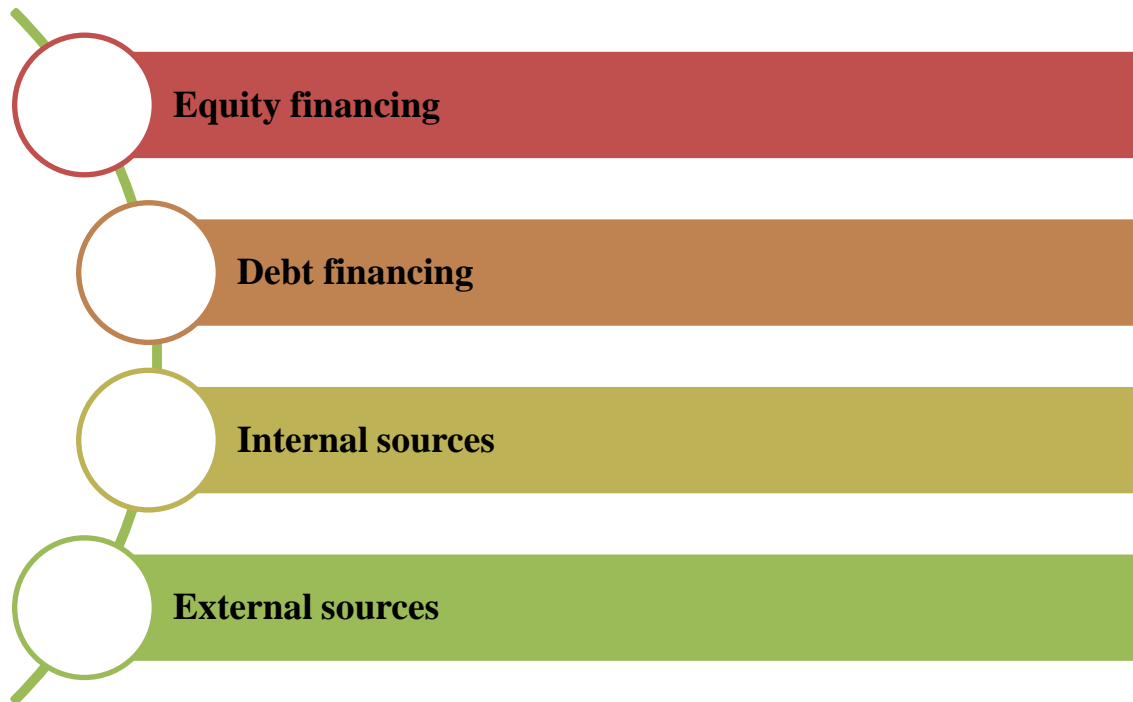 Equity financing
Debt financing
Internal sources
External sources